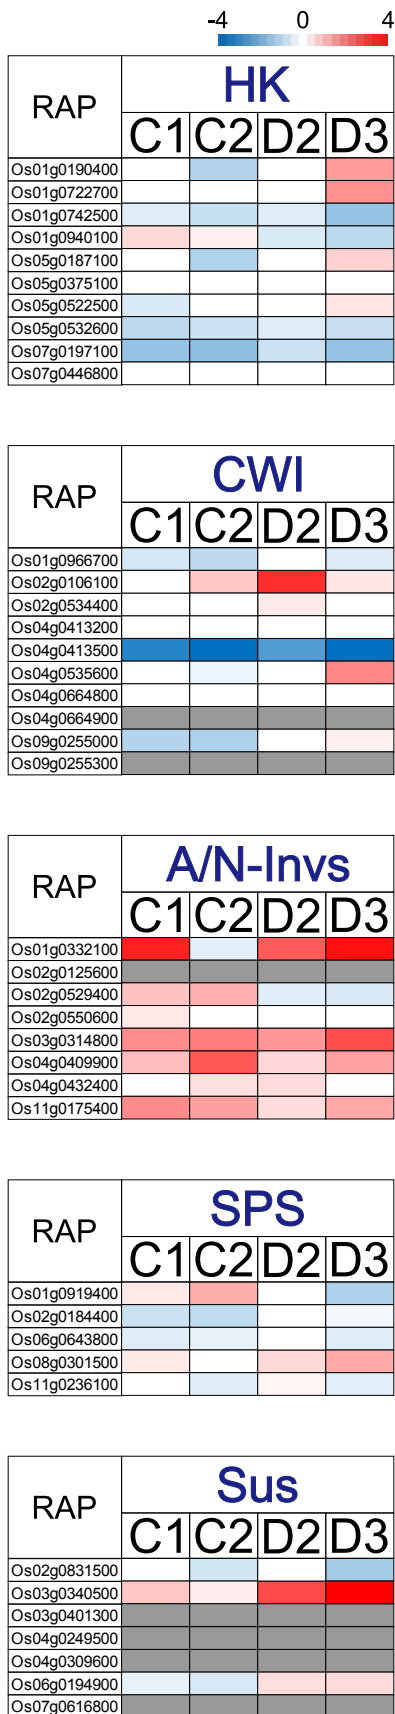 -4 0 4
RAP HK
C1 C2 D2 D3
Os01g0190400
Os01g0722700
Os01g0742500
Os01g0940100
Os05g0187100
Os05g0375100
Os05g0522500
Os05g0532600
Os07g0197100
Os07g0446800
RAP CWI
C1 C2 D2 D3
Os01g0966700
Os02g0106100
Os02g0534400
Os04g0413200
Os04g0413500
Os04g0535600
Os04g0664800
Os04g0664900
Os09g0255000
Os09g0255300
RAP A/N-Invs
C1 C2 D2 D3
Os01g0332100
Os02g0125600
Os02g0529400
Os02g0550600
Os03g0314800
Os04g0409900
Os04g0432400
Os11g0175400
RAP SPS
C1 C2 D2 D3
Os01g0919400
Os02g0184400
Os06g0643800
Os08g0301500
Os11g0236100
RAP Sus
C1 C2 D2 D3
Os02g0831500
Os03g0340500
Os03g0401300
Os04g0249500
Os04g0309600
Os06g0194900
Os07g0616800